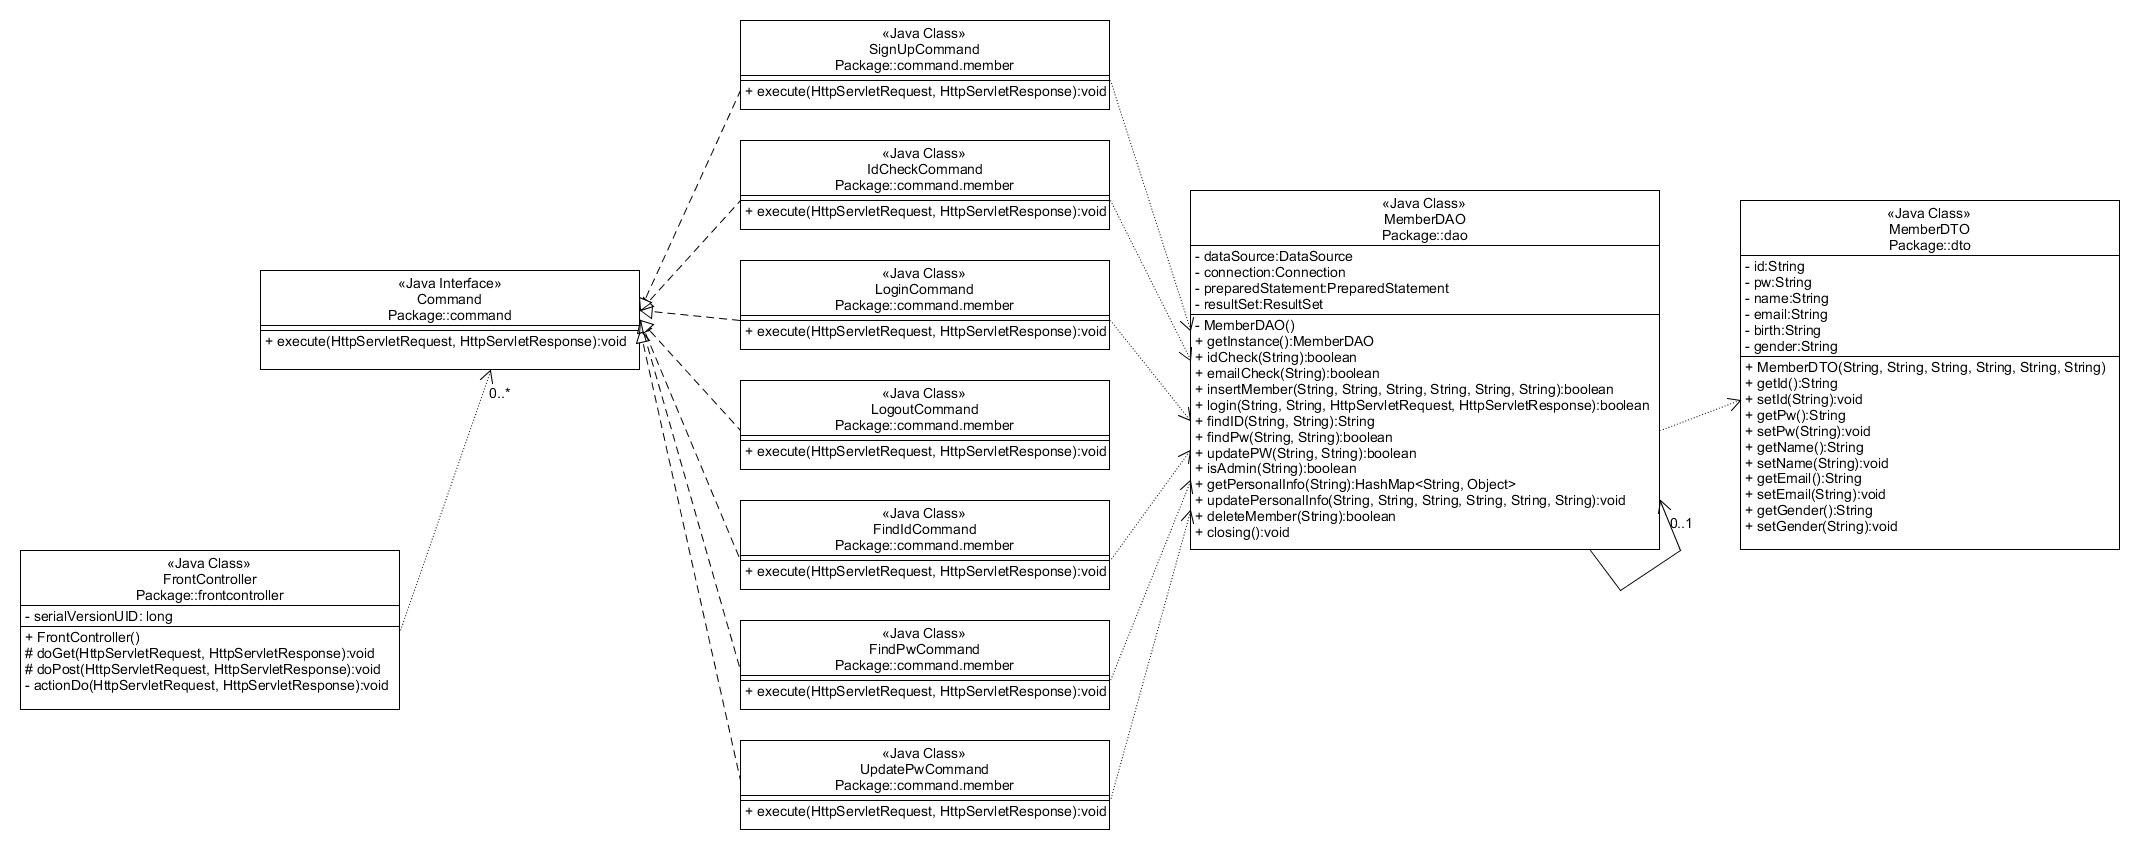 «Java Class»
SignUpCommand
Package::command.member
+ execute(HttpServletRequest, HttpServletResponse):void
«Java Class»
IdCheckCommand
Package::command.member
+ execute(HttpServletRequest, HttpServletResponse):void
«Java Class»
LoginCommand
Package::command.member
+ execute(HttpServletRequest, HttpServletResponse):void
«Java Class»
LogoutCommand
Package::command.member
+ execute(HttpServletRequest, HttpServletResponse):void
«Java Class»
FindIdCommand
Package::command.member
+ execute(HttpServletRequest, HttpServletResponse):void
«Java Class»
FindPwCommand
Package::command.member
+ execute(HttpServletRequest, HttpServletResponse):void
«Java Class»
UpdatePwCommand
Package::command.member
+ execute(HttpServletRequest, HttpServletResponse):void
«Java Interface»
Command
Package::command
+ execute(HttpServletRequest, HttpServletResponse):void
0..*
«Java Class»
FrontController
Package::frontcontroller
- serialVersionUID: long
+ FrontController()
# doGet(HttpServletRequest, HttpServletResponse):void
# doPost(HttpServletRequest, HttpServletResponse):void
- actionDo(HttpServletRequest, HttpServletResponse):void
«Java Class»
MemberDAO
Package::dao
- dataSource:DataSource
- connection:Connection
- preparedStatement:PreparedStatement
- resultSet:ResultSet
- MemberDAO()
+ getInstance():MemberDAO
+ idCheck(String):boolean
+ emailCheck(String):boolean
+ insertMember(String, String, String, String, String, String):boolean
+ login(String, String, HttpServletRequest, HttpServletResponse):boolean
+ findID(String, String):String
+ findPw(String, String):boolean
+ updatePW(String, String):boolean
+ isAdmin(String):boolean
+ getPersonalInfo(String):HashMap<String, Object>
+ updatePersonalInfo(String, String, String, String, String, String):void
+ deleteMember(String):boolean
+ closing():void
0..1
«Java Class»
MemberDTO
Package::dto
- id:String
- pw:String
- name:String
- email:String
- birth:String
- gender:String
+ MemberDTO(String, String, String, String, String, String)
+ getId():String
+ setId(String):void
+ getPw():String
+ setPw(String):void
+ getName():String
+ setName(String):void
+ getEmail():String
+ setEmail(String):void
+ getGender():String
+ setGender(String):void